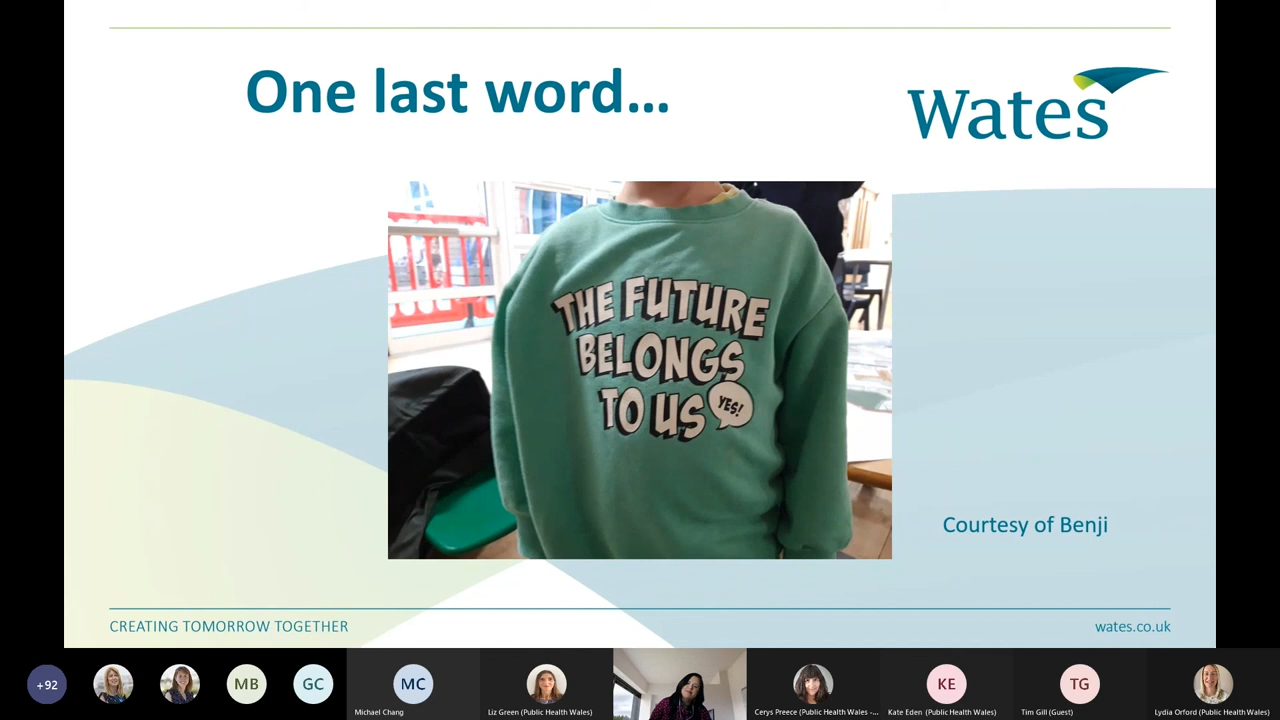 One last word...
Wates
THE FUTURE
BELONGS
TO US YES!
Courtesy of Benji
CREATING TOMORROW TOGETHER
wates.co.uk
+92
MB
GC
MC
KE
TG
Michael Chang
Liz Green (Public Health Wales)
Cerys Preece (Public Health Wales -...
Kate Eden (Public Health Wales)
Tim Gill (Guest)
Lydia Orford (Public Health Wales)